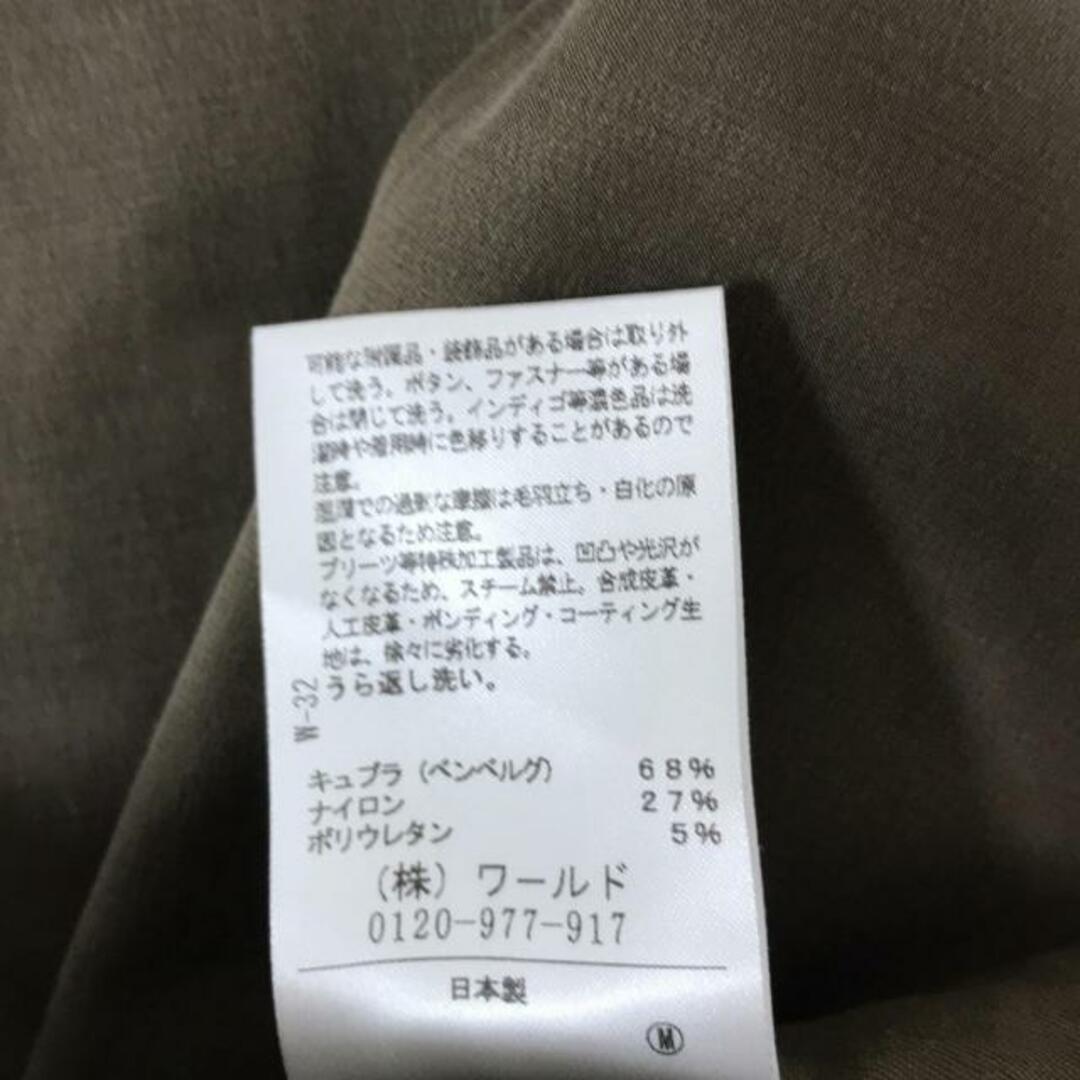 可能な附属品・装飾品がある場合は取り外
して洗う。ボタン、ファスナー等がある場
合は閉じて洗う。インディゴ等濃色品は洗
濯時や着用時に色移りすることがあるので
注意。
湿潤での過剰な摩擦は毛羽立ち・白化の原
因となるため注意。
プリーツ等特殊加工製品は、凹凸や光沢が
なくなるため、スチーム禁止。合成皮革・
人工皮革・ボンディング・コーティング生
地は、徐々に劣化する。
うら返し洗い。
W-32
キュプラ（ベンベルグ） 68%
ナイロン 27%
ポリウレタン 5%
（株）ワールド
0120-977-917
日本製
M